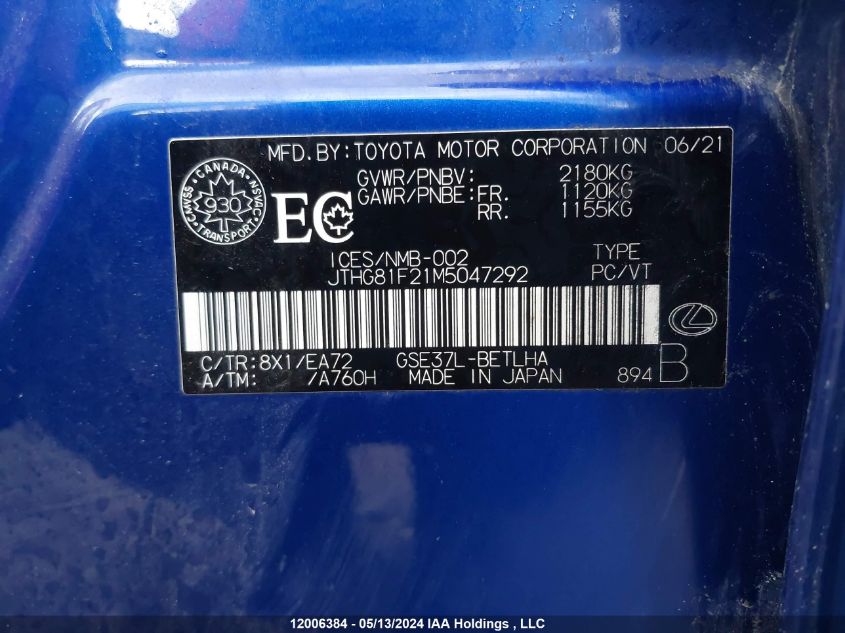 MFD. BY: TOYOTA MOTOR CORPORATION 06/21
GVWR/PNBV: 2180KG
GAWR/PNBE: FR. 1120KG
RR. 1155KG
CANADA
CMVSS 930 NSVAC
TRANSPORT
EC
ICES/NMB-002 TYPE
JTHG81F21M5047292 PC/VT
C/TR: 8X1/EA72 GSE37L-BETLHA
A/TM: /A760H MADE IN JAPAN 894 B
12006384 - 05/13/2024 IAA Holdings , LLC